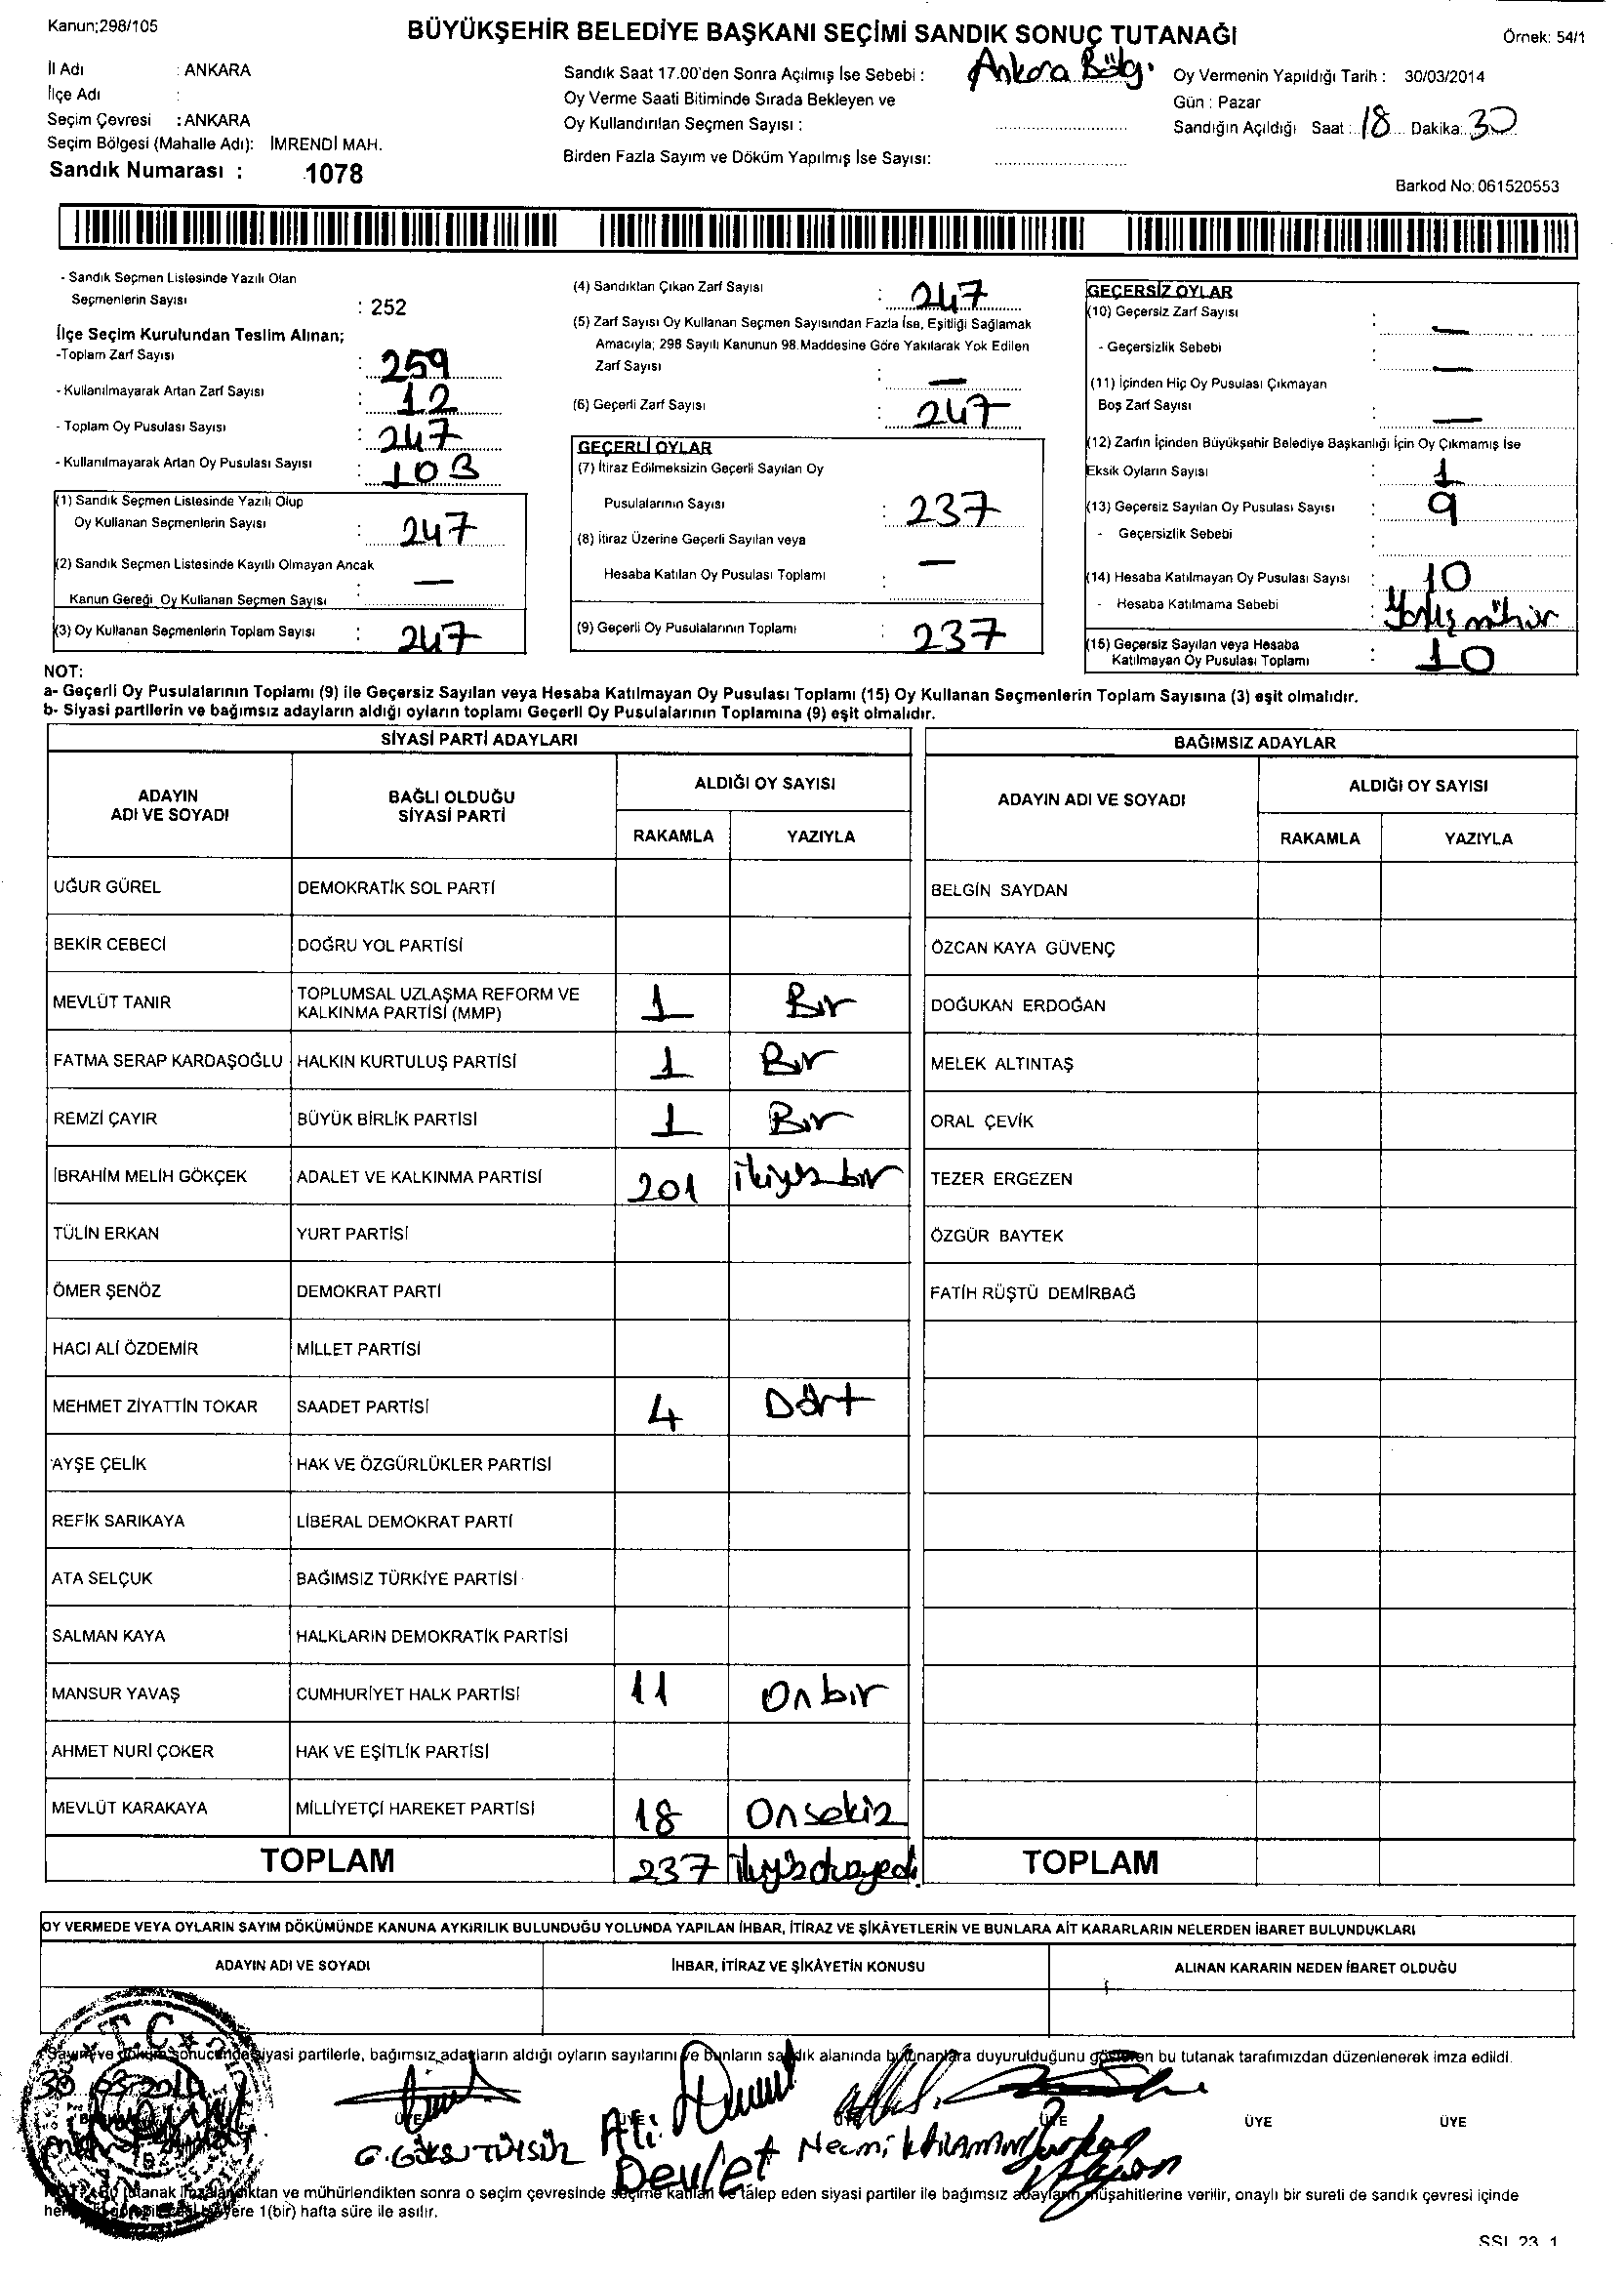 Kanun;298/105
BÜYÜKŞEHİR BELEDİYE BAŞKANI SEÇİMİ SANDIK SONUÇ TUTANAĞI
Örnek: 54/1
İl Adı : ANKARA
İlçe Adı :
Seçim Çevresi : ANKARA
Seçim Bölgesi (Mahalle Adı): İMRENDİ MAH.
Sandık Numarası : 1078
Sandık Saat 17.00'den Sonra Açılmış İse Sebebi : Ankara Bölg.
Oy Verme Saati Bitiminde Sırada Bekleyen ve
Oy Kullandırılan Seçmen Sayısı :
Birden Fazla Sayım ve Döküm Yapılmış İse Sayısı:
Oy Vermenin Yapıldığı Tarih : 30/03/2014
Gün : Pazar
Sandığın Açıldığı Saat : 18 Dakika: 30
Barkod No: 061520553
- Sandık Seçmen Listesinde Yazılı Olan
Seçmenlerin Sayısı : 252
İlçe Seçim Kurulundan Teslim Alınan;
-Toplam Zarf Sayısı : 259
- Kullanılmayarak Artan Zarf Sayısı : 12
- Toplam Oy Pusulası Sayısı : 247
- Kullanılmayarak Artan Oy Pusulası Sayısı : 103
(1) Sandık Seçmen Listesinde Yazılı Olup
Oy Kullanan Seçmenlerin Sayısı : 247
(2) Sandık Seçmen Listesinde Kayıtlı Olmayan Ancak
Kanun Gereği Oy Kullanan Seçmen Sayısı : —
(3) Oy Kullanan Seçmenlerin Toplam Sayısı : 247
(4) Sandıktan Çıkan Zarf Sayısı : 247
(5) Zarf Sayısı Oy Kullanan Seçmen Sayısından Fazla İse, Eşitliği Sağlamak
Amacıyla; 298 Sayılı Kanunun 98.Maddesine Göre Yakılarak Yok Edilen
Zarf Sayısı : —
(6) Geçerli Zarf Sayısı : 247
GEÇERLİ OYLAR
(7) İtiraz Edilmeksizin Geçerli Sayılan Oy
Pusulalarının Sayısı : 237
(8) İtiraz Üzerine Geçerli Sayılan veya
Hesaba Katılan Oy Pusulası Toplamı : —
(9) Geçerli Oy Pusulalarının Toplamı : 237
GEÇERSİZ OYLAR
(10) Geçersiz Zarf Sayısı : —
- Geçersizlik Sebebi : —
(11) İçinden Hiç Oy Pusulası Çıkmayan
Boş Zarf Sayısı : —
(12) Zarfın İçinden Büyükşehir Belediye Başkanlığı İçin Oy Çıkmamış İse
Eksik Oyların Sayısı : 1
(13) Geçersiz Sayılan Oy Pusulası Sayısı : 9
- Geçersizlik Sebebi :
(14) Hesaba Katılmayan Oy Pusulası Sayısı : 10
- Hesaba Katılmama Sebebi : Yanlış mühür
(15) Geçersiz Sayılan veya Hesaba
Katılmayan Oy Pusulası Toplamı : 10
NOT:
a- Geçerli Oy Pusulalarının Toplamı (9) ile Geçersiz Sayılan veya Hesaba Katılmayan Oy Pusulası Toplamı (15) Oy Kullanan Seçmenlerin Toplam Sayısına (3) eşit olmalıdır.
b- Siyasi partilerin ve bağımsız adayların aldığı oyların toplamı Geçerli Oy Pusulalarının Toplamına (9) eşit olmalıdır.
SİYASİ PARTİ ADAYLARI
ADAYIN ADI VE SOYADI
BAĞLI OLDUĞU SİYASİ PARTİ
ALDIĞI OY SAYISI
RAKAMLA YAZIYLA
UĞUR GÜREL DEMOKRATİK SOL PARTİ
BEKİR CEBECİ DOĞRU YOL PARTİSİ
MEVLÜT TANIR TOPLUMSAL UZLAŞMA REFORM VE KALKINMA PARTİSİ (MMP) 1 Bir
FATMA SERAP KARDAŞOĞLU HALKIN KURTULUŞ PARTİSİ 1 Bir
REMZİ ÇAYIR BÜYÜK BİRLİK PARTİSİ 1 Bir
İBRAHİM MELİH GÖKÇEK ADALET VE KALKINMA PARTİSİ 201 ikiyüz bir
TÜLİN ERKAN YURT PARTİSİ
ÖMER ŞENÖZ DEMOKRAT PARTİ
HACI ALİ ÖZDEMİR MİLLET PARTİSİ
MEHMET ZİYATTİN TOKAR SAADET PARTİSİ 4 Dört
AYŞE ÇELİK HAK VE ÖZGÜRLÜKLER PARTİSİ
REFİK SARIKAYA LİBERAL DEMOKRAT PARTİ
ATA SELÇUK BAĞIMSIZ TÜRKİYE PARTİSİ
SALMAN KAYA HALKLARIN DEMOKRATİK PARTİSİ
MANSUR YAVAŞ CUMHURİYET HALK PARTİSİ 11 Onbir
AHMET NURİ ÇOKER HAK VE EŞİTLİK PARTİSİ
MEVLÜT KARAKAYA MİLLİYETÇİ HAREKET PARTİSİ 18 Onsekiz
TOPLAM 237 ikiyüzotuzyedi
BAĞIMSIZ ADAYLAR
ADAYIN ADI VE SOYADI
ALDIĞI OY SAYISI
RAKAMLA YAZIYLA
BELGİN SAYDAN
ÖZCAN KAYA GÜVENÇ
DOĞUKAN ERDOĞAN
MELEK ALTINTAŞ
ORAL ÇEVİK
TEZER ERGEZEN
ÖZGÜR BAYTEK
FATİH RÜŞTÜ DEMİRBAĞ
TOPLAM
OY VERMEDE VEYA OYLARIN SAYIM DÖKÜMÜNDE KANUNA AYKIRILIK BULUNDUĞU YOLUNDA YAPILAN İHBAR, İTİRAZ VE ŞİKÂYETLERİN VE BUNLARA AİT KARARLARIN NELERDEN İBARET BULUNDUKLARI
ADAYIN ADI VE SOYADI
İHBAR, İTİRAZ VE ŞİKÂYETİN KONUSU
ALINAN KARARIN NEDEN İBARET OLDUĞU
T.C.
Sayım ve döküm sonucunda siyasi partilerle, bağımsız adayların aldığı oyların sayılarını ve bunların sandık alanında bulunanlara duyurulduğunu gösteren bu tutanak tarafımızdan düzenlenerek imza edildi.
30 03 2014
ÜYE ÜYE ÜYE
Ali
Devlet
Necmi KARAMAN
tutanak imzalandıktan ve mühürlendikten sonra o seçim çevresinde seçime katılan ve talep eden siyasi partiler ile bağımsız adayların müşahitlerine verilir, onaylı bir sureti de sandık çevresi içinde
yere 1(bir) hafta süre ile asılır.